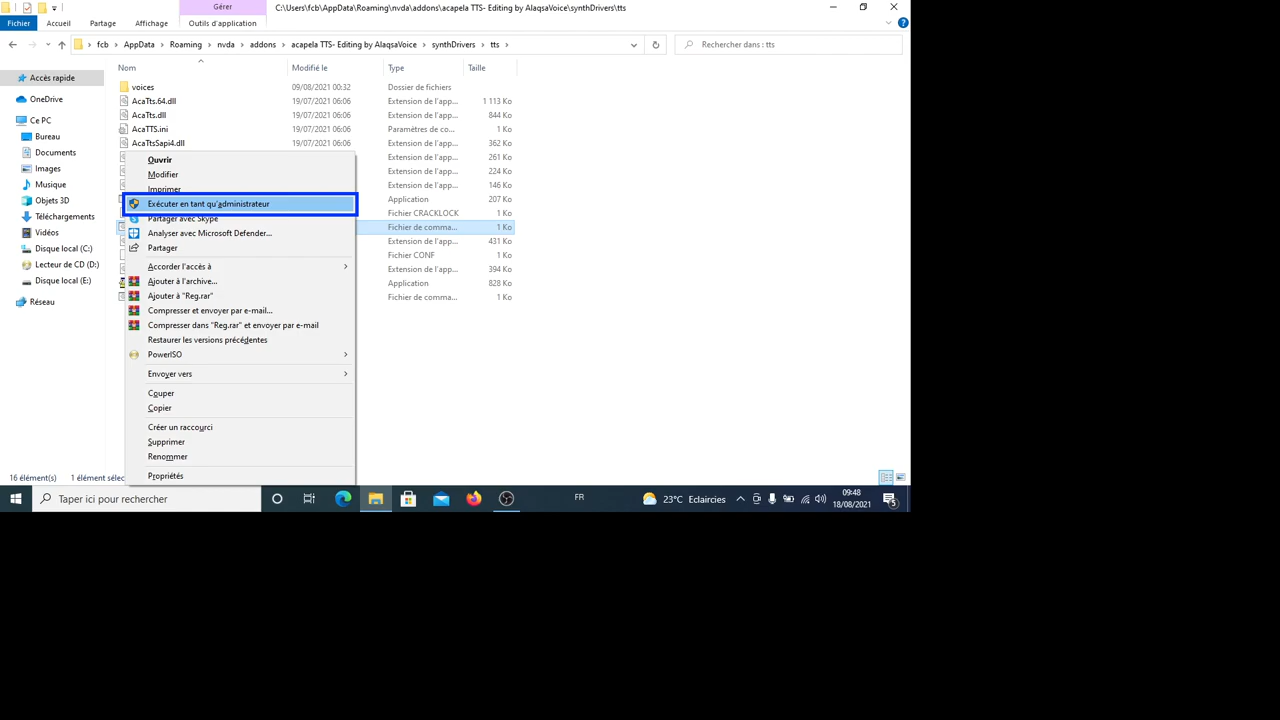 Gérer
C:\Users\fcb\AppData\Roaming\nvda\addons\acapela TTS- Editing by AlaqsaVoice\synthDrivers\tts
Fichier Accueil Partage Affichage Outils d'application
fcb AppData Roaming nvda addons acapela TTS- Editing by AlaqsaVoice synthDrivers tts
Rechercher dans : tts
Nom Modifié le Type Taille
Accès rapide
OneDrive
Ce PC
Bureau
Documents
Images
Musique
Objets 3D
Téléchargements
Vidéos
Disque local (C:)
Lecteur de CD (D:)
Disque local (E:)
Réseau
voices 09/08/2021 00:32 Dossier de fichiers
AcaTts.64.dll 19/07/2021 06:06 Extension de l'app... 1 113 Ko
AcaTts.dll 19/07/2021 06:06 Extension de l'app... 844 Ko
AcaTTS.ini 19/07/2021 06:06 Paramètres de co... 1 Ko
AcaTtsSapi4.dll 19/07/2021 06:06 Extension de l'app... 362 Ko
Extension de l'app... 261 Ko
Extension de l'app... 224 Ko
Extension de l'app... 146 Ko
Application 207 Ko
Fichier CRACKLOCK 1 Ko
Fichier de comma... 1 Ko
Extension de l'app... 431 Ko
Fichier CONF 1 Ko
Extension de l'app... 394 Ko
Application 828 Ko
Fichier de comma... 1 Ko
Ouvrir
Modifier
Imprimer
Exécuter en tant qu'administrateur
Partager avec Skype
Analyser avec Microsoft Defender...
Partager
Accorder l'accès à
Ajouter à l'archive...
Ajouter à "Reg.rar"
Compresser et envoyer par e-mail...
Compresser dans "Reg.rar" et envoyer par e-mail
Restaurer les versions précédentes
PowerISO
Envoyer vers
Couper
Copier
Créer un raccourci
Supprimer
Renommer
Propriétés
16 élément(s) 1 élément sélec
Taper ici pour rechercher
FR
23°C Eclaircies
09:48
18/08/2021
5